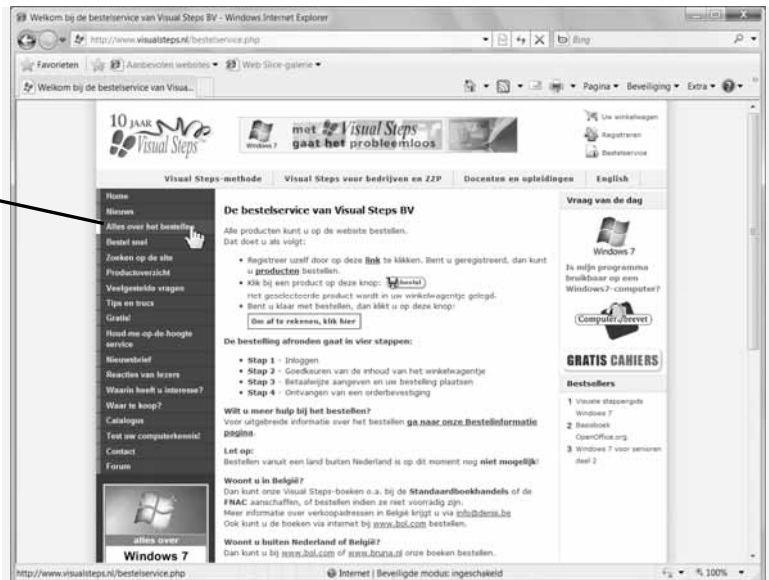 Welkom bij de bestelservice van Visual Steps BV - Windows Internet Explorer
http://www.visualsteps.nl/bestelservice.php
Bing
Favorieten
Aanbevolen websites
Web Slice-galerie
Welkom bij de bestelservice van Visua...
Pagina
Beveiliging
Extra
10 JAAR
Visual Steps™
Windows 7
met Visual Steps
gaat het probleemloos
Uw winkelwagen
Registreren
Bestelservice
Visual Steps-methode
Visual Steps voor bedrijven en ZZP
Docenten en opleidingen
English
Home
Nieuws
Alles over het bestellen
Bestel snel
Zoeken op de site
Productoverzicht
Veelgestelde vragen
Tips en trucs
Gratis!
Houd me op de hoogte
service
Nieuwsbrief
Reacties van lezers
Waarin heeft u interesse?
Waar te koop?
Catalogus
Test uw computerkennis!
Contact
Forum
alles over
Windows 7
De bestelservice van Visual Steps BV
Alle producten kunt u op de website bestellen.
Dat doet u als volgt:
• Registreer uzelf door op deze link te klikken. Bent u geregistreerd, dan kunt
u producten bestellen.
• Klik bij een product op deze knop: bestel
Het geselecteerde product wordt in uw winkelwagentje gelegd.
• Bent u klaar met bestellen, dan klikt u op deze knop:
Om af te rekenen, klik hier
De bestelling afronden gaat in vier stappen:
• Stap 1 - Inloggen
• Stap 2 - Goedkeuren van de inhoud van het winkelwagentje
• Stap 3 - Betaalwijze aangeven en uw bestelling plaatsen
• Stap 4 - Ontvangen van een orderbevestiging
Wilt u meer hulp bij het bestellen?
Voor uitgebreide informatie over het bestellen ga naar onze Bestelinformatie
pagina.
Let op:
Bestellen vanuit een land buiten Nederland is op dit moment nog niet mogelijk!
Woont u in België?
Dan kunt onze Visual Steps-boeken o.a. bij de Standaardboekhandels of de
FNAC aanschaffen, of bestellen indien ze niet voorradig zijn.
Meer informatie over verkoopadressen in België krijgt u via info@denis.be
Ook kunt u de boeken via internet bij www.bol.com bestellen.
Woont u buiten Nederland of België?
Dan kunt u bij www.bol.com of www.bruna.nl onze boeken bestellen.
Vraag van de dag
Windows 7
Is mijn programma
bruikbaar op een
Windows7-computer?
Computer brevet
GRATIS CAHIERS
Bestsellers
1 Visuele stappengids
Windows 7
2 Basisboek
OpenOffice.org
3 Windows 7 voor senioren
deel 2
http://www.visualsteps.nl/bestelservice.php
Internet | Beveiligde modus: ingeschakeld
100%